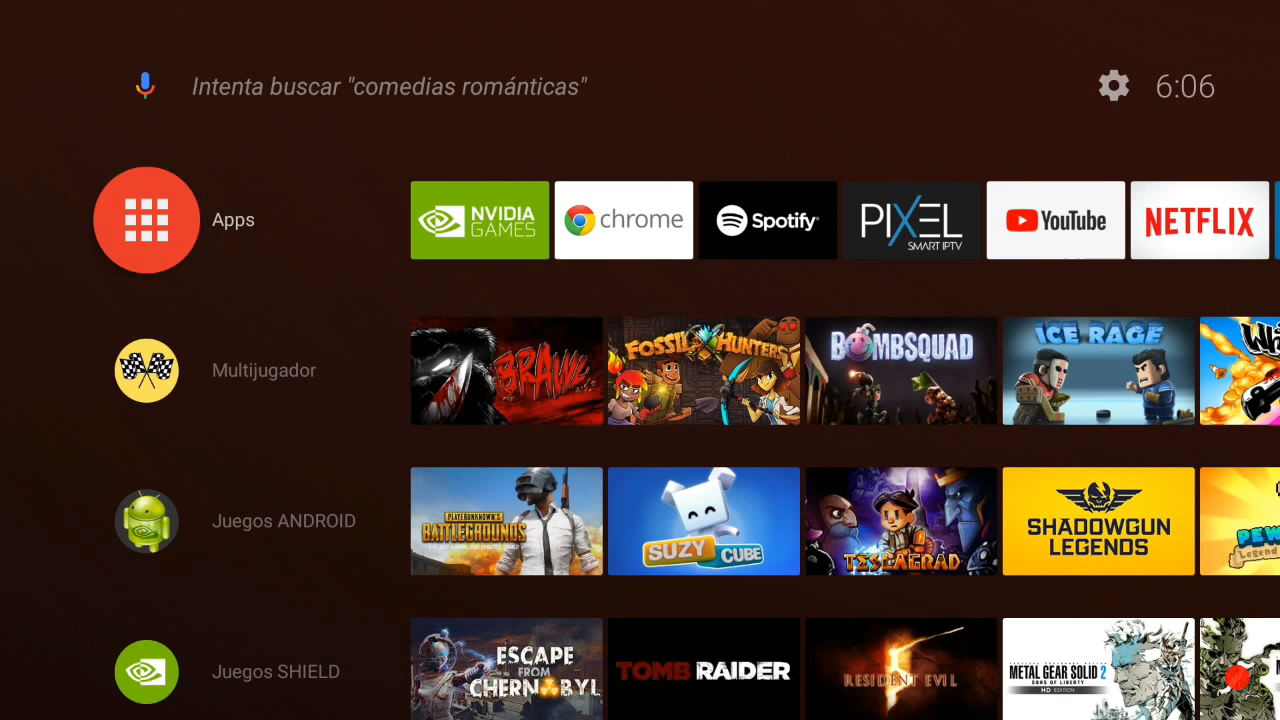 Intenta buscar "comedias románticas"
6:06
Apps
NVIDIA
GAMES
chrome
Spotify
PIXEL
SMART IPTV
YouTube
NETFLIX
Multijugador
BRAWL
FOSSIL HUNTERS
BOMBSQUAD
ICE RAGE
Juegos ANDROID
PLAYERUNKNOWN'S
BATTLEGROUNDS
SUZY CUBE
TESLAGRAD
SHADOWGUN
LEGENDS
Juegos SHIELD
ESCAPE
FROM
CHERNOBYL
TOMB RAIDER
RESIDENT EVIL
METAL GEAR SOLID 2
SONS OF LIBERTY
HD EDITION